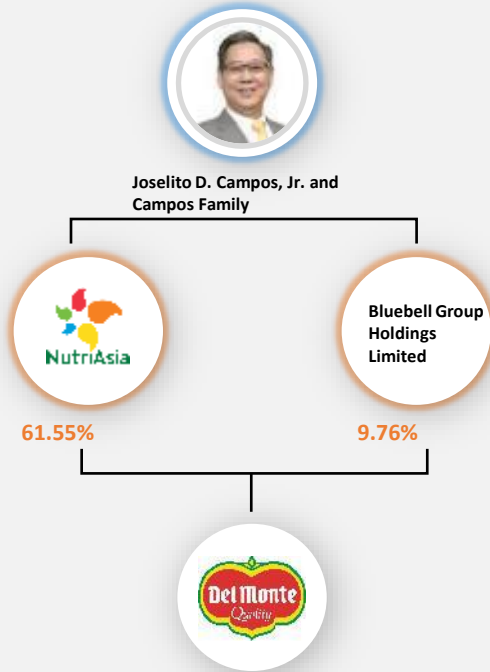 Joselito D. Campos, Jr. and
Campos Family
NutriAsia
Bluebell Group
Holdings
Limited
61.55%
9.76%
Del Monte
Quality